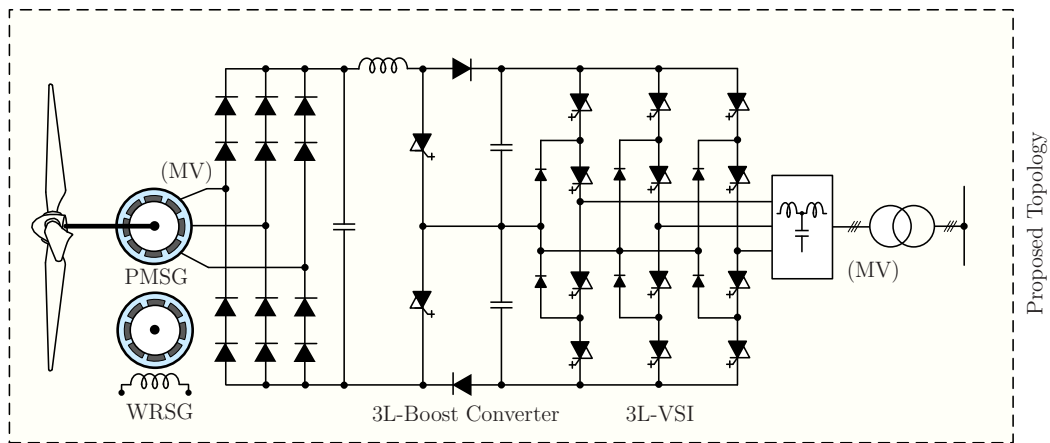 (MV)
PMSG
WRSG
3L-Boost Converter
3L-VSI
(MV)
Proposed Topology